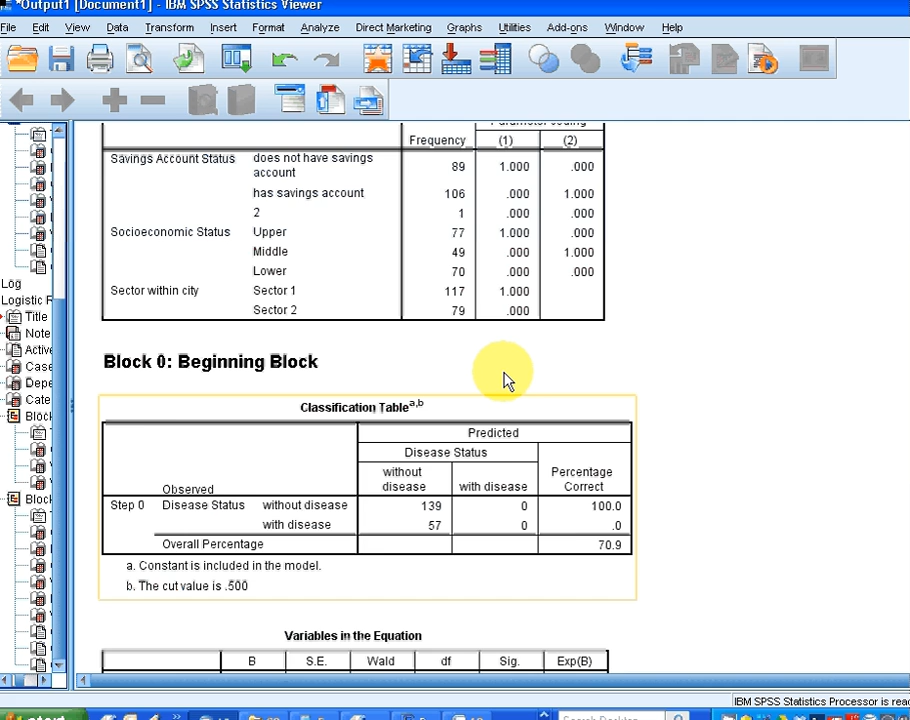 *Output1 [Document1] - IBM SPSS Statistics Viewer
File Edit View Data Transform Insert Format Analyze Direct Marketing Graphs Utilities Add-ons Window Help
Frequency (1) (2)
Savings Account Status does not have savings account 89 1.000 .000
has savings account 106 .000 1.000
2 1 .000 .000
Socioeconomic Status Upper 77 1.000 .000
Middle 49 .000 1.000
Lower 70 .000 .000
Sector within city Sector 1 117 1.000
Sector 2 79 .000
Log
Logistic R
Title
Note
Active
Case
Depe
Cate
Block
Block
Block 0: Beginning Block
Classification Tablea,b
Predicted
Disease Status
Observed without disease with disease Percentage Correct
Step 0 Disease Status without disease 139 0 100.0
with disease 57 0 .0
Overall Percentage 70.9
a. Constant is included in the model.
b. The cut value is .500
Variables in the Equation
B S.E. Wald df Sig. Exp(B)
IBM SPSS Statistics Processor is read
start
Search Desktop